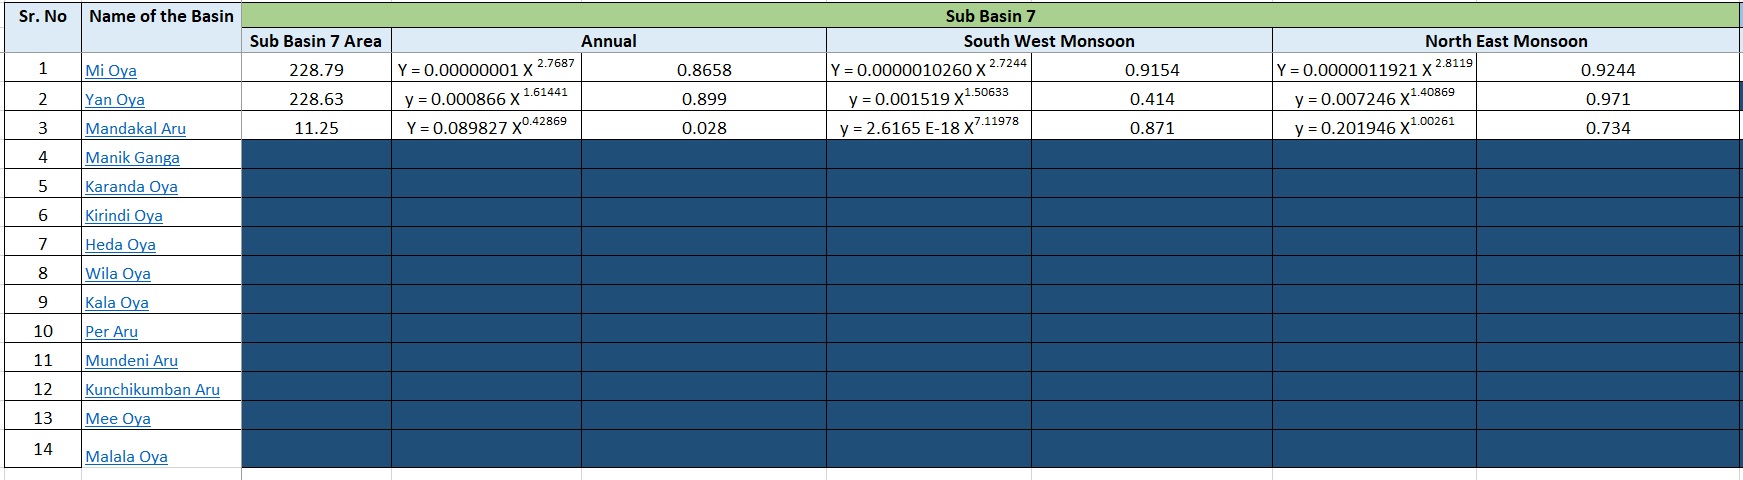 Sr. No Name of the Basin Sub Basin 7
Sub Basin 7 Area Annual South West Monsoon North East Monsoon
1 Mi Oya 228.79 Y = 0.00000001 X 2.7687 0.8658 Y = 0.0000010260 X 2.7244 0.9154 Y = 0.0000011921 X 2.8119 0.9244
2 Yan Oya 228.63 y = 0.000866 X 1.61441 0.899 y = 0.001519 X1.50633 0.414 y = 0.007246 X1.40869 0.971
3 Mandakal Aru 11.25 Y = 0.089827 X0.42869 0.028 y = 2.6165 E-18 X7.11978 0.871 y = 0.201946 X1.00261 0.734
4 Manik Ganga
5 Karanda Oya
6 Kirindi Oya
7 Heda Oya
8 Wila Oya
9 Kala Oya
10 Per Aru
11 Mundeni Aru
12 Kunchikumban Aru
13 Mee Oya
14 Malala Oya